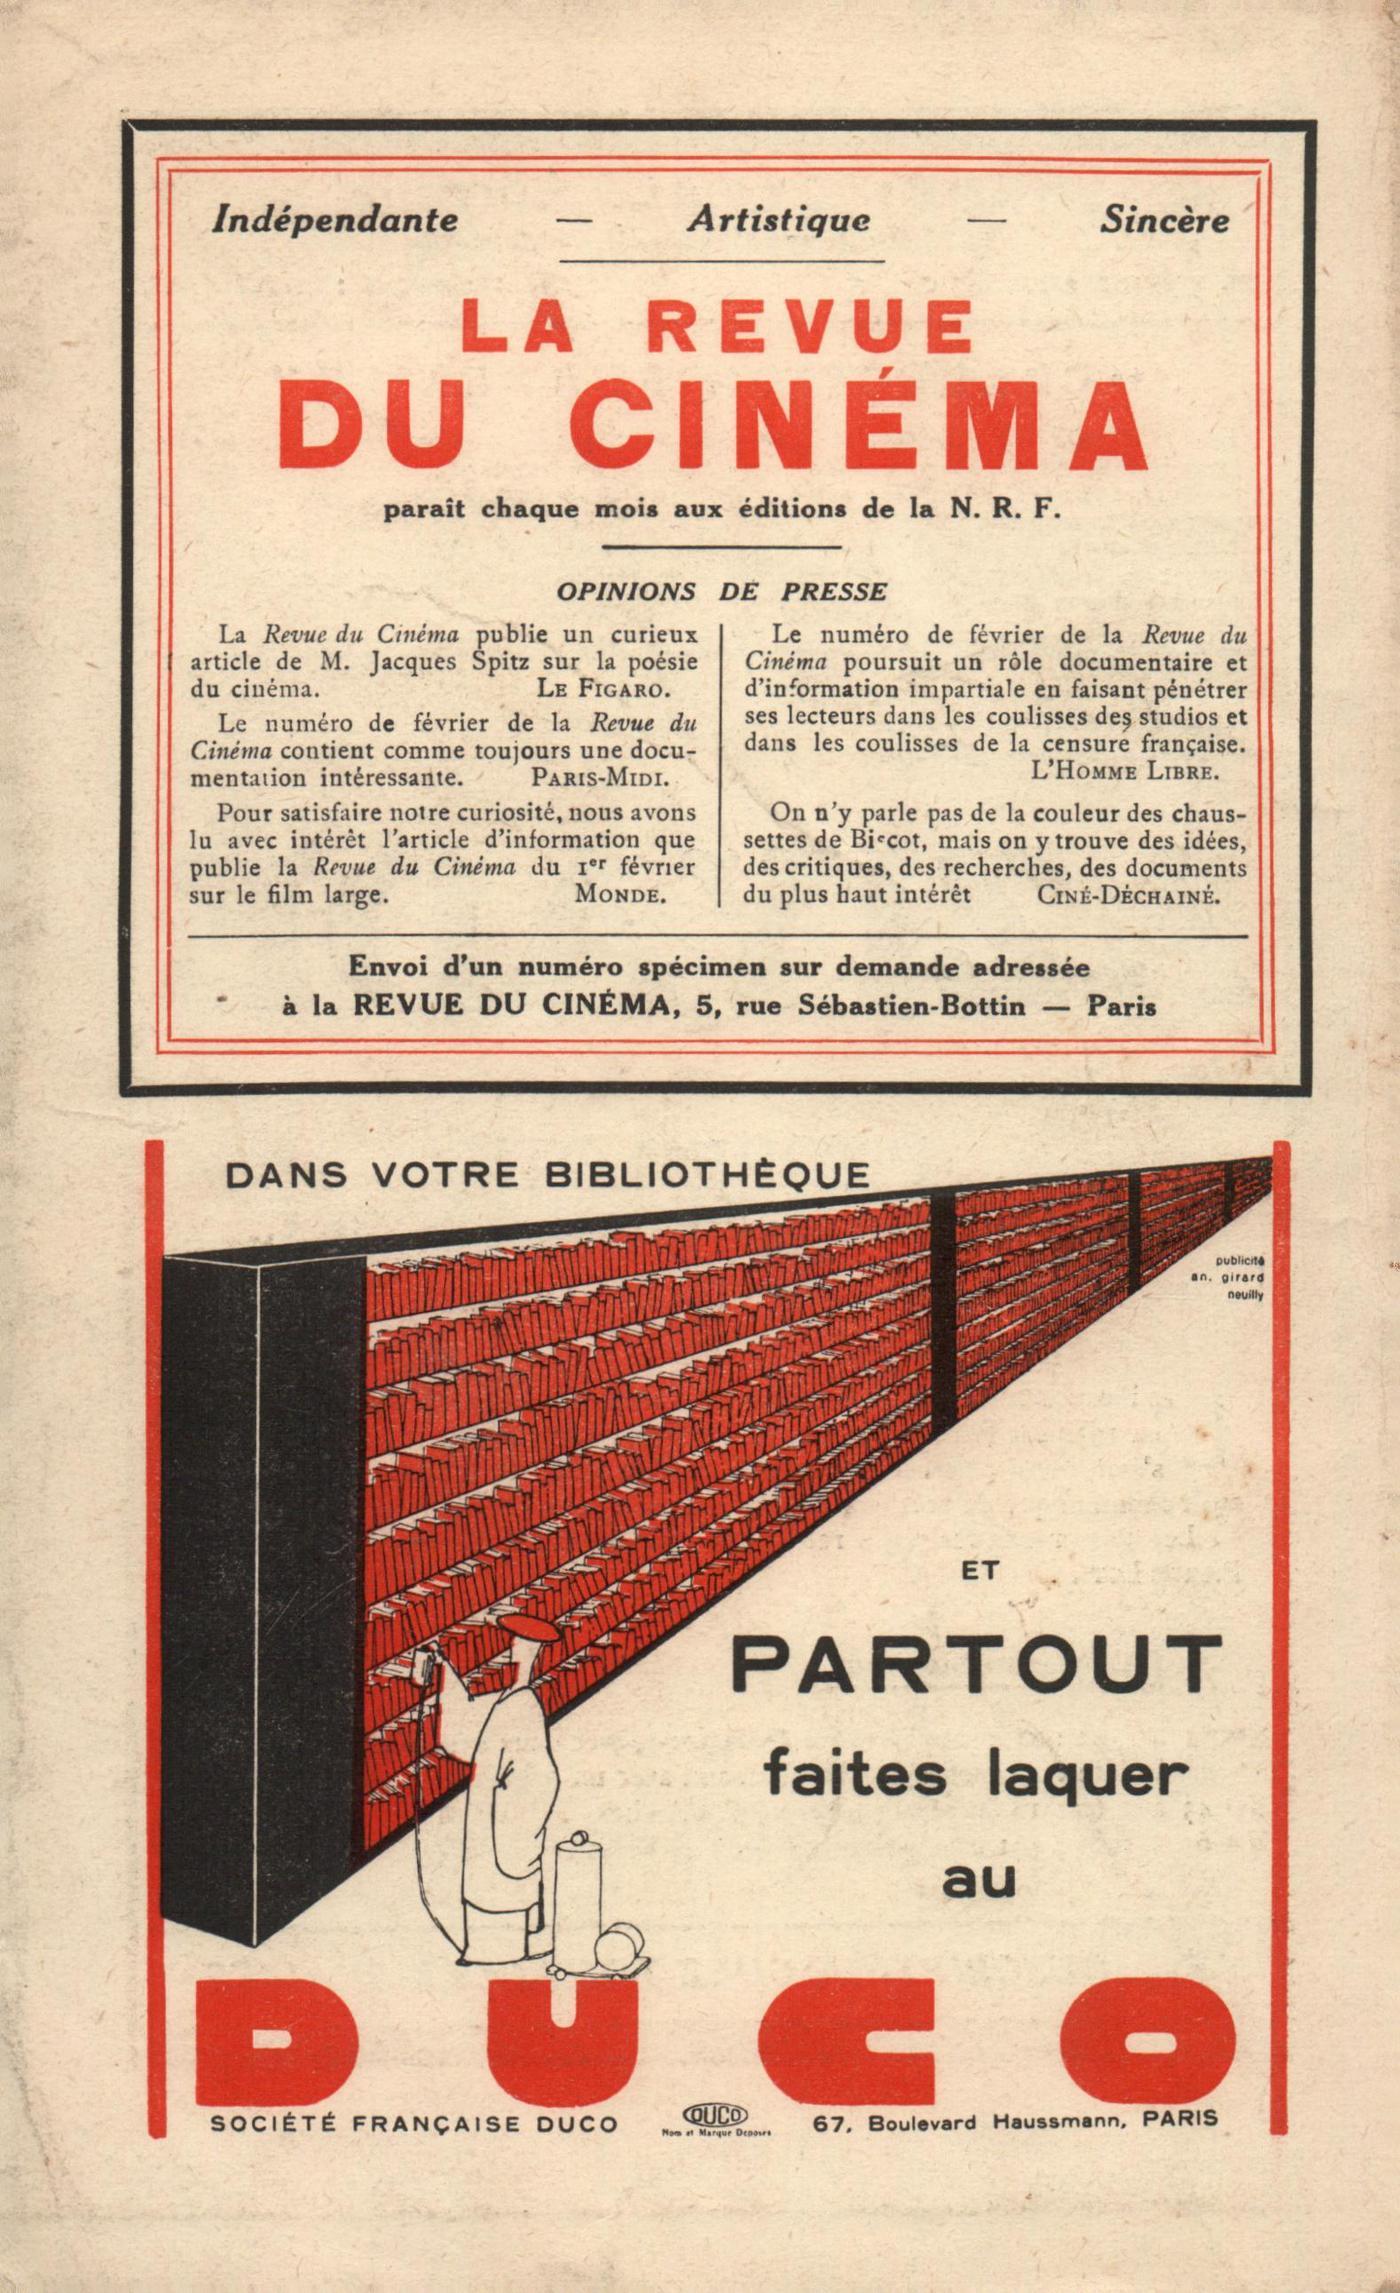 Indépendante — Artistique — Sincère
LA REVUE
DU CINÉMA
paraît chaque mois aux éditions de la N. R. F.
OPINIONS DE PRESSE
La Revue du Cinéma publie un curieux
article de M. Jacques Spitz sur la poésie
du cinéma. LE FIGARO.
Le numéro de février de la Revue du
Cinéma contient comme toujours une docu-
mentation intéressante. PARIS-MIDI.
Pour satisfaire notre curiosité, nous avons
lu avec intérêt l'article d'information que
publie la Revue du Cinéma du 1er février
sur le film large. MONDE.
Le numéro de février de la Revue du
Cinéma poursuit un rôle documentaire et
d'information impartiale en faisant pénétrer
ses lecteurs dans les coulisses des studios et
dans les coulisses de la censure française.
L'HOMME LIBRE.
On n'y parle pas de la couleur des chaus-
settes de Biscot, mais on y trouve des idées,
des critiques, des recherches, des documents
du plus haut intérêt CINÉ-DÉCHAINÉ.
Envoi d'un numéro spécimen sur demande adressée
à la REVUE DU CINÉMA, 5, rue Sébastien-Bottin — Paris
DANS VOTRE BIBLIOTHÈQUE
publicité
an. girard
neuilly
ET
PARTOUT
faites laquer
au
DUCO
SOCIÉTÉ FRANÇAISE DUCO
DUCO
Nom et Marque Déposés
67, Boulevard Haussmann, PARIS